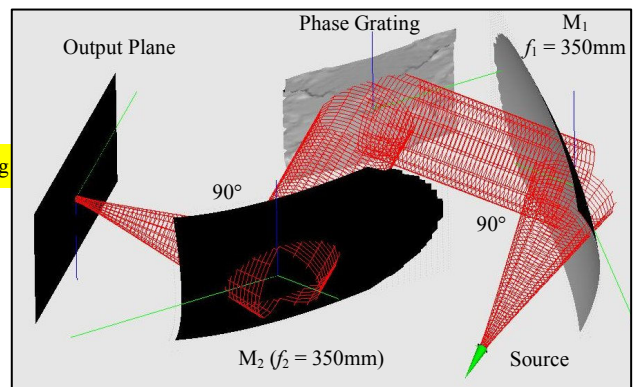 Phase Grating
M₁
f₁ = 350mm
Output Plane
g
90°
90°
M₂ (f₂ = 350mm)
Source